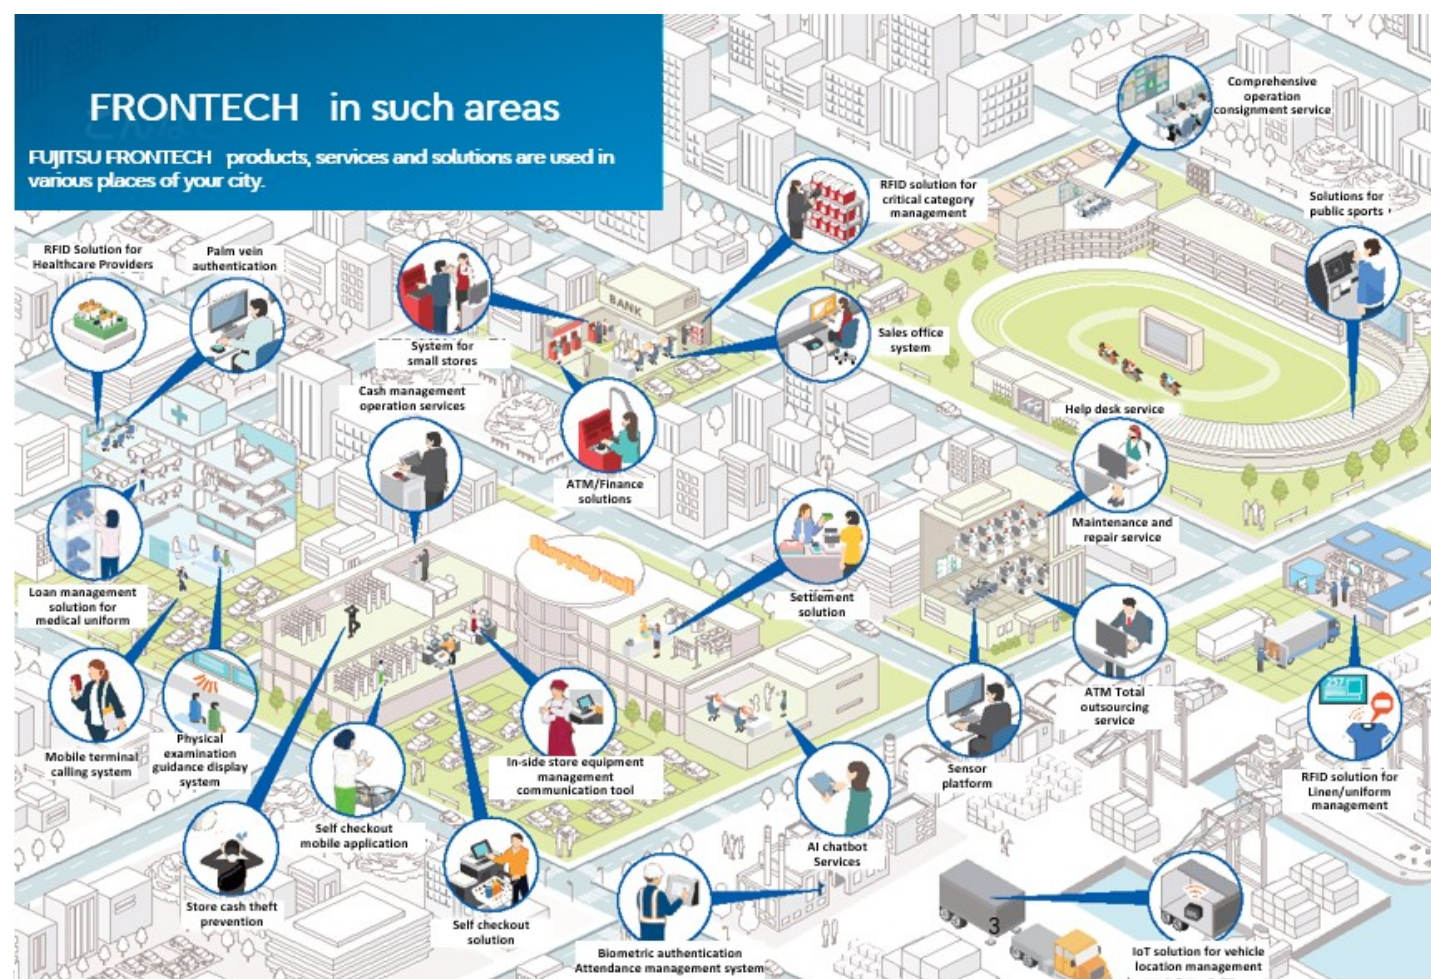 FRONTECH in such areas
FUJITSU FRONTECH products, services and solutions are used in
various places of your city.
Comprehensive
operation
consignment service
RFID solution for
critical category
management
Solutions for
public sports
RFID Solution for
Healthcare Providers
Palm vein
authentication
BANK
System for
small stores
Sales office
system
Cash management
operation services
Help desk service
ATM/Finance
solutions
Maintenance and
repair service
Shopping mall
Loan management
solution for
medical uniform
Settlement
solution
ATM Total
outsourcing
service
257
Mobile terminal
calling system
Physical
examination
guidance display
system
In-side store equipment
management
communication tool
Sensor
platform
RFID solution for
Linen/uniform
management
Self checkout
mobile application
AI chatbot
Services
Store cash theft
prevention
Self checkout
solution
3
Biometric authentication
Attendance management system
IoT solution for vehicle
location management